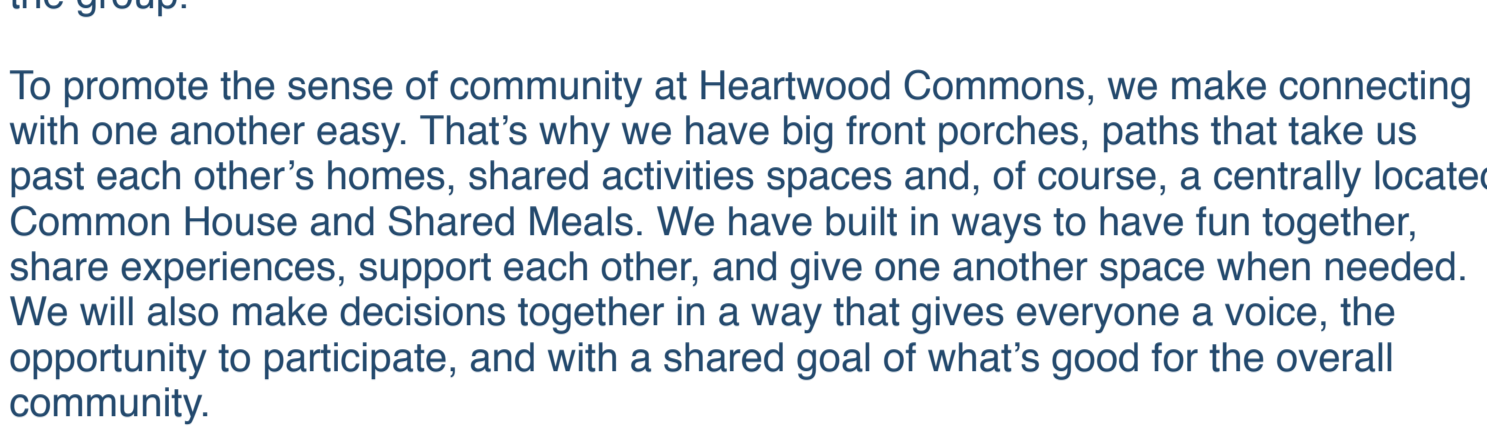 the group.
To promote the sense of community at Heartwood Commons, we make connecting
with one another easy. That’s why we have big front porches, paths that take us
past each other’s homes, shared activities spaces and, of course, a centrally located
Common House and Shared Meals. We have built in ways to have fun together,
share experiences, support each other, and give one another space when needed.
We will also make decisions together in a way that gives everyone a voice, the
opportunity to participate, and with a shared goal of what’s good for the overall
community.